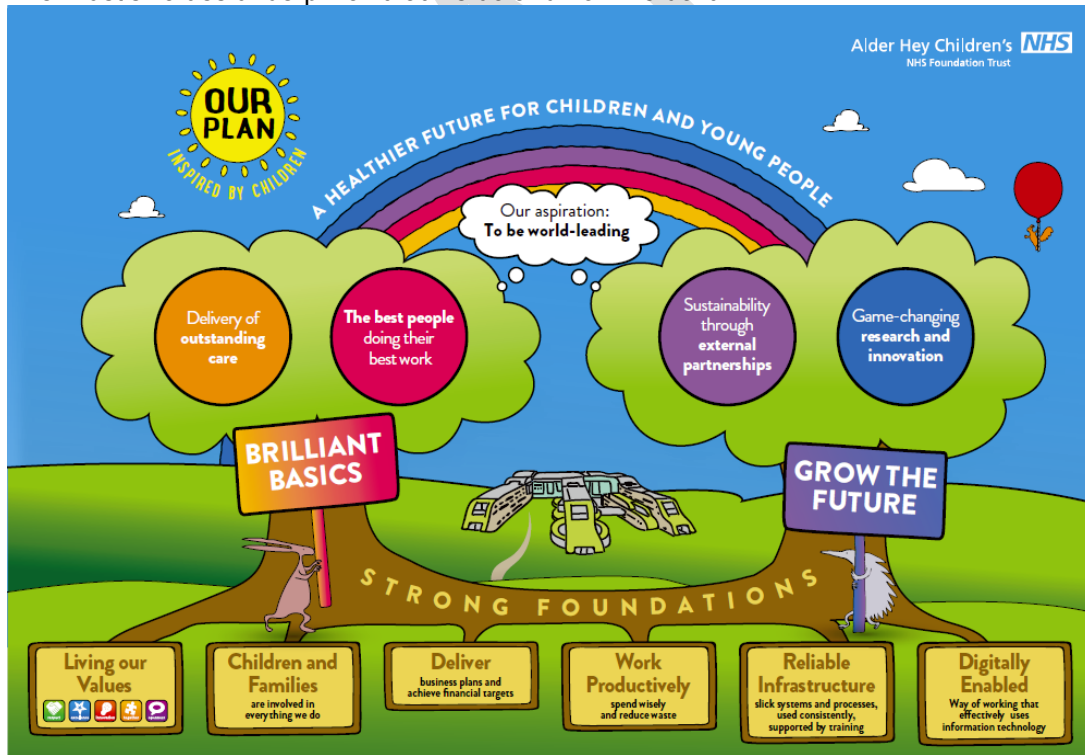 Alder Hey Children's NHS
NHS Foundation Trust
OUR
PLAN
INSPIRED BY CHILDREN
A HEALTHIER FUTURE FOR CHILDREN AND YOUNG PEOPLE
Our aspiration:
To be world-leading
Delivery of
outstanding
care
The best people
doing their
best work
Sustainability
through
external
partnerships
Game-changing
research and
innovation
BRILLIANT
BASICS
GROW THE
FUTURE
STRONG FOUNDATIONS
Living our
Values
Children and
Families
are involved in
everything we do
Deliver
business plans and
achieve financial targets
Work
Productively
spend wisely
and reduce waste
Reliable
Infrastructure
slick systems and processes,
used consistently,
supported by training
Digitally
Enabled
Way of working that
effectively uses
information technology